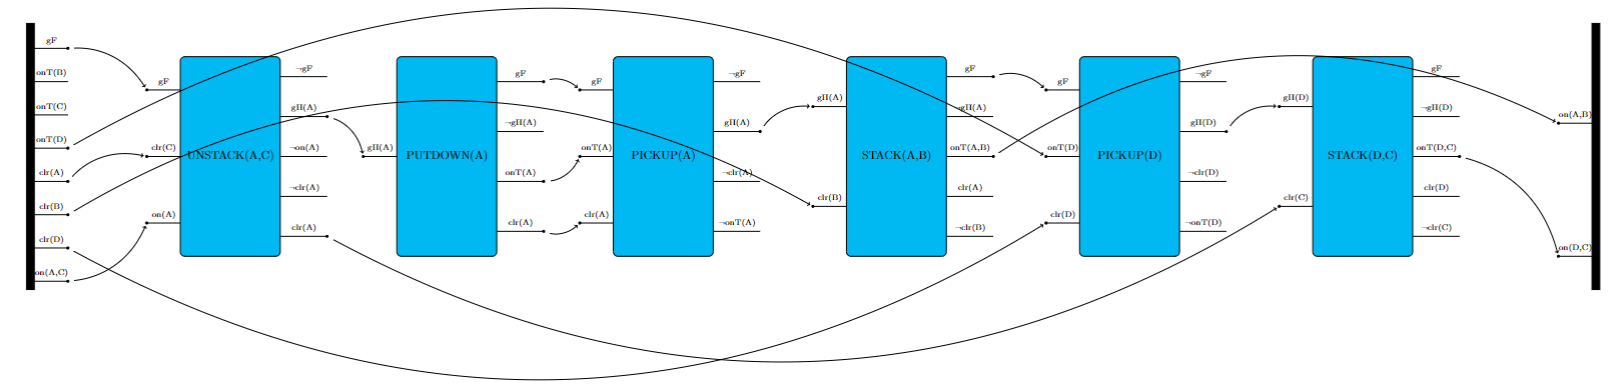 gF
onT(B)
onT(C)
onT(D)
clr(A)
clr(B)
clr(D)
on(A,C)
gF
clr(C)
on(A)
UNSTACK(A,C)
¬gF
gH(A)
¬on(A)
¬clr(A)
clr(A)
gH(A)
PUTDOWN(A)
gF
¬gH(A)
onT(A)
clr(A)
gF
onT(A)
clr(A)
PICKUP(A)
¬gF
gH(A)
¬clr(A)
¬onT(A)
gH(A)
clr(B)
STACK(A,B)
gF
¬gH(A)
onT(A,B)
clr(A)
¬clr(B)
gF
onT(D)
clr(D)
PICKUP(D)
¬gF
gH(D)
¬clr(D)
¬onT(D)
gH(D)
clr(C)
STACK(D,C)
gF
¬gH(D)
onT(D,C)
clr(D)
¬clr(C)
on(A,B)
on(D,C)